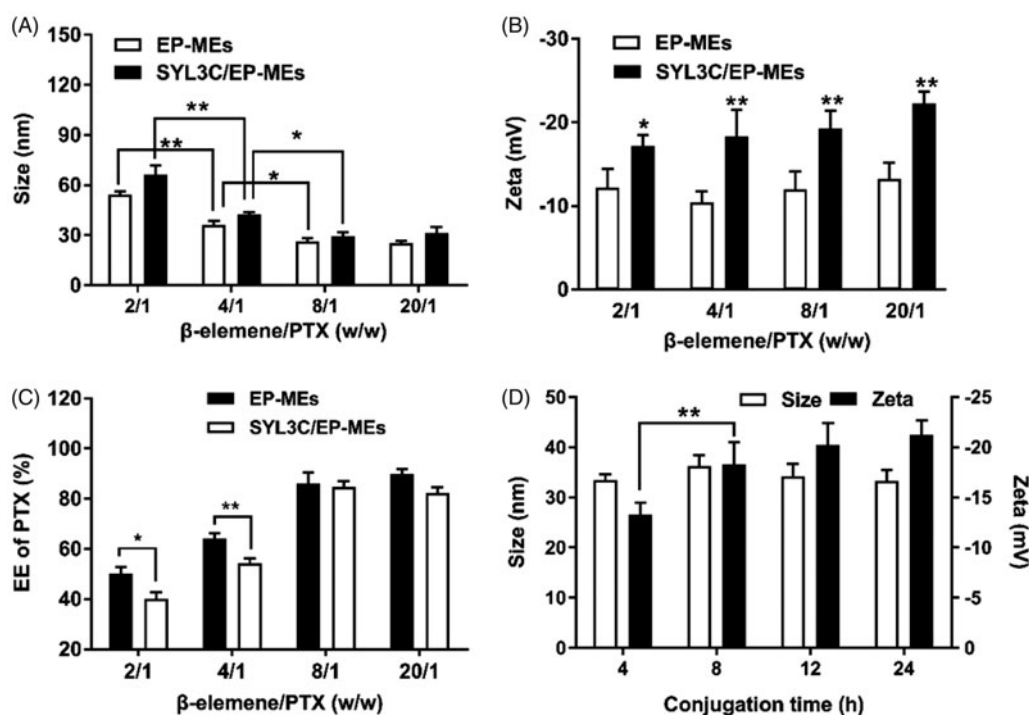 (A)
150
120
90
60
30
0
Size (nm)
EP-MEs
SYL3C/EP-MEs
**
**
*
*
2/1 4/1 8/1 20/1
β-elemene/PTX (w/w)
(B)
-30
-20
-10
0
Zeta (mV)
EP-MEs
SYL3C/EP-MEs
*
**
**
**
2/1 4/1 8/1 20/1
β-elemene/PTX (w/w)
(C)
120
100
80
60
40
20
EE of PTX (%)
EP-MEs
SYL3C/EP-MEs
*
**
2/1 4/1 8/1 20/1
β-elemene/PTX (w/w)
(D)
50
40
30
20
10
0
Size (nm)
Size Zeta
**
-25
-20
-15
-10
-5
0
Zeta
(mV)
4 8 12 24
Conjugation time (h)